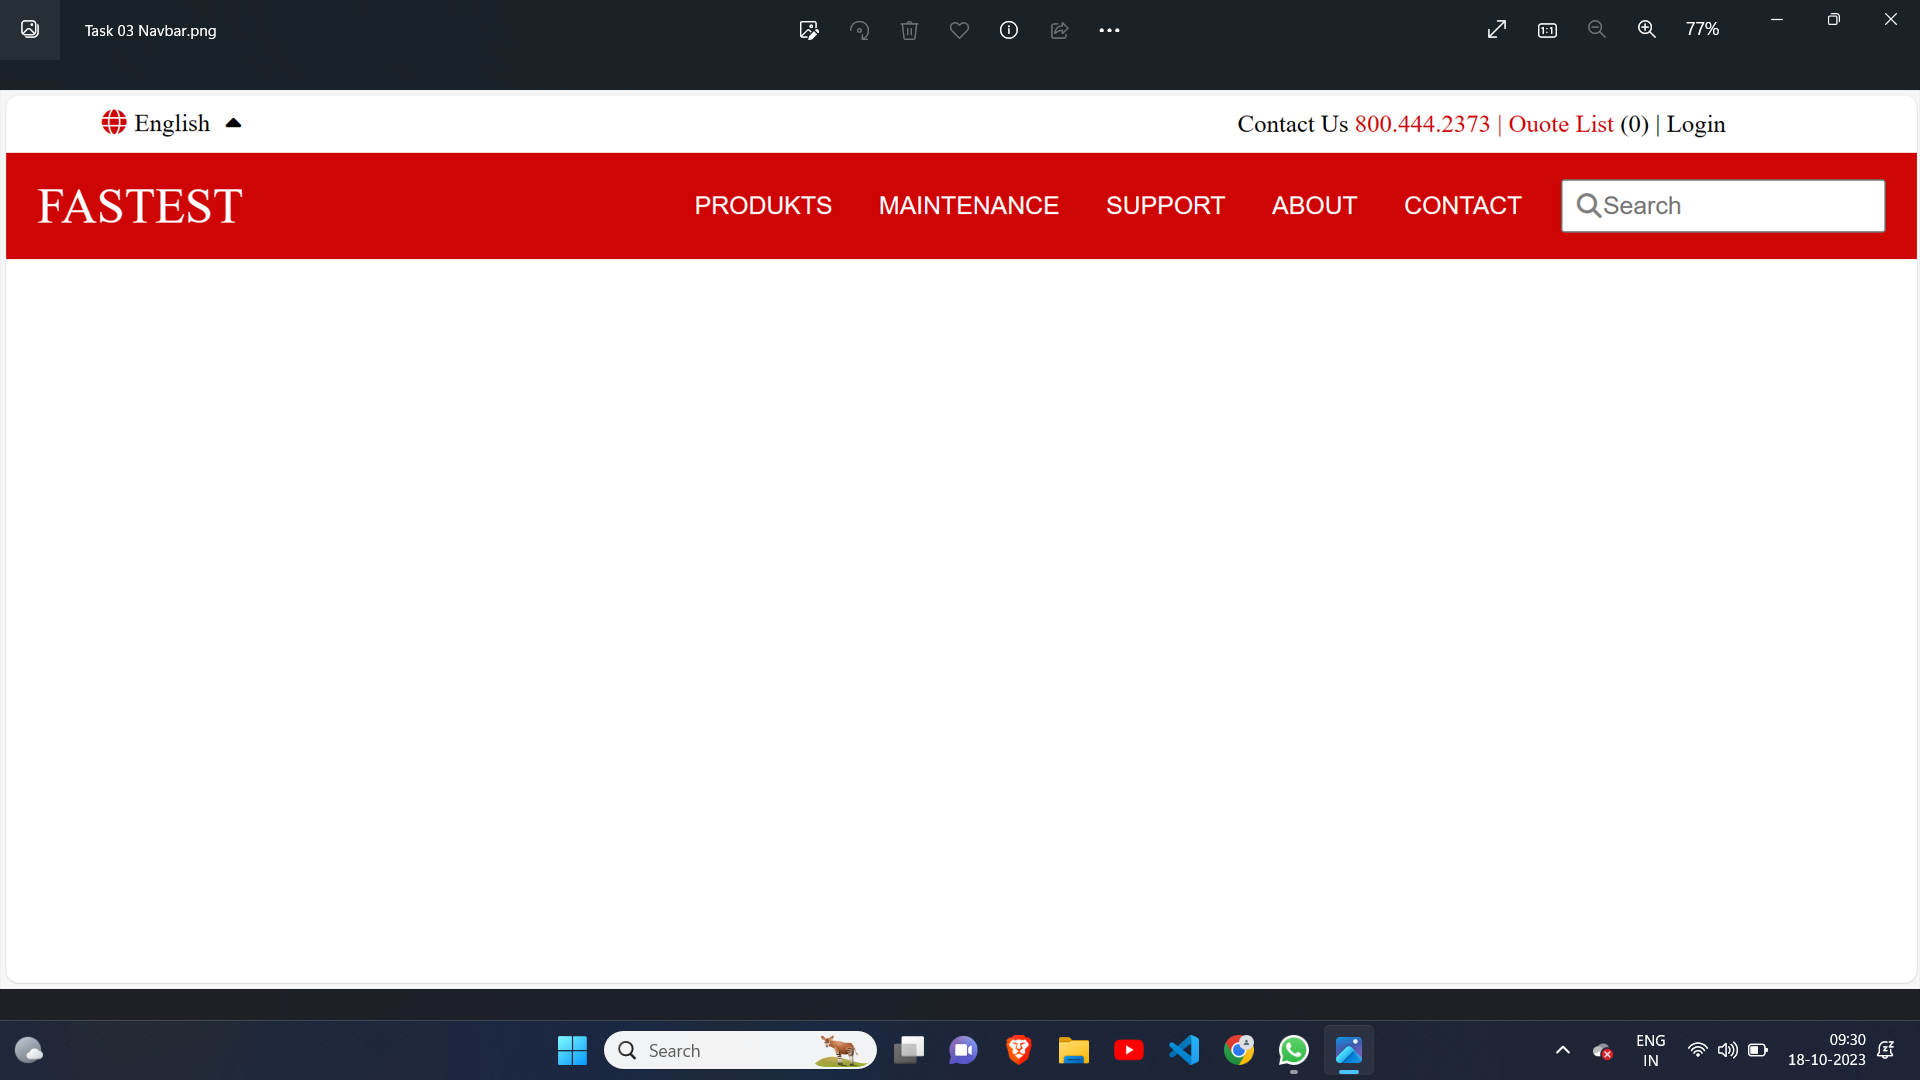 Task 03 Navbar.png
77%
English
Contact Us 800.444.2373 | Ouote List (0) | Login
FASTEST
PRODUKTS MAINTENANCE SUPPORT ABOUT CONTACT Search
Search
ENG
IN
09:30
18-10-2023